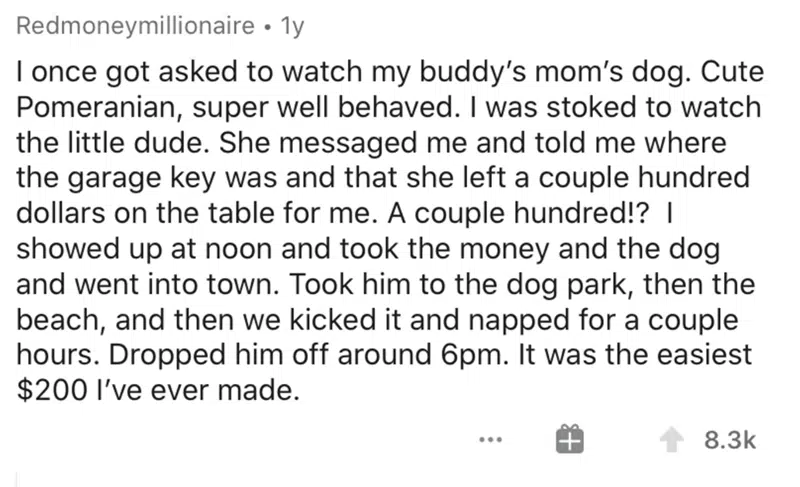 Redmoneymillionaire • 1y
I once got asked to watch my buddy’s mom’s dog. Cute
Pomeranian, super well behaved. I was stoked to watch
the little dude. She messaged me and told me where
the garage key was and that she left a couple hundred
dollars on the table for me. A couple hundred!? I
showed up at noon and took the money and the dog
and went into town. Took him to the dog park, then the
beach, and then we kicked it and napped for a couple
hours. Dropped him off around 6pm. It was the easiest
$200 I’ve ever made.
... 8.3k